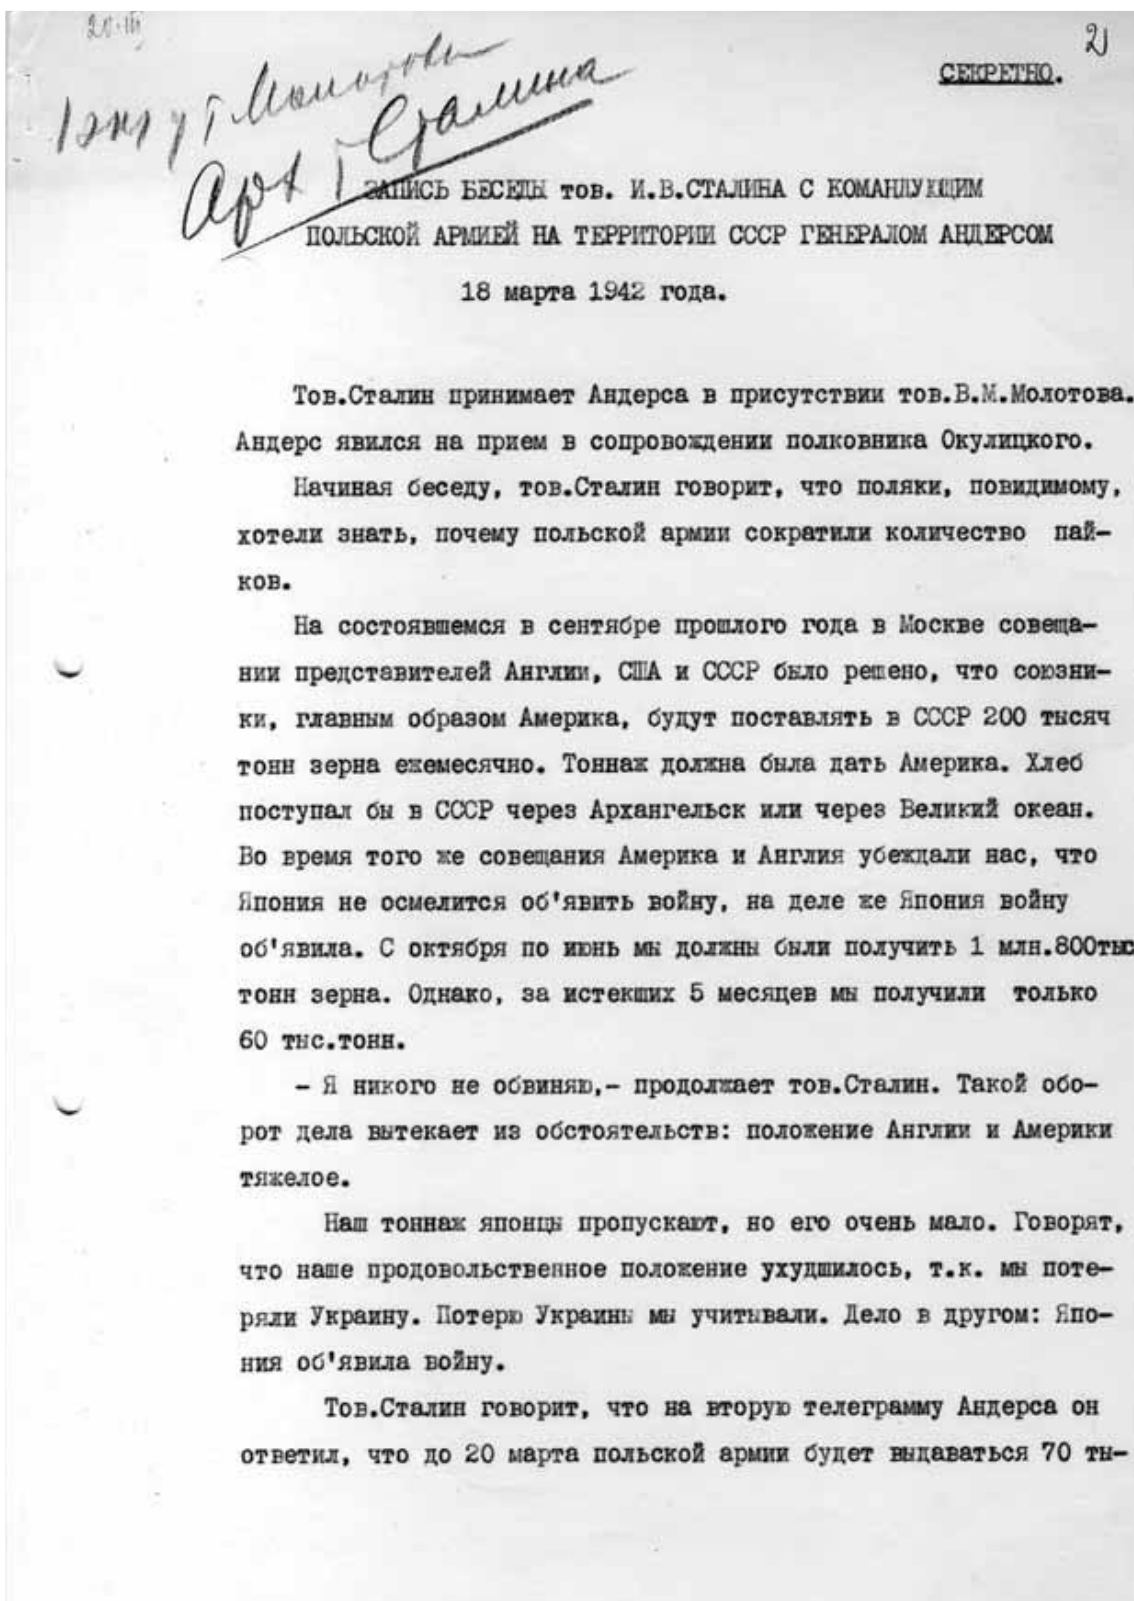 20.III
2
СЕКРЕТНО.
1 экз у т Молотова
Арх т Сталина
ЗАПИСЬ БЕСЕДЫ тов. И.В.СТАЛИНА С КОМАНДУЮЩИМ
ПОЛЬСКОЙ АРМИЕЙ НА ТЕРРИТОРИИ СССР ГЕНЕРАЛОМ АНДЕРСОМ
18 марта 1942 года.
Тов.Сталин принимает Андерса в присутствии тов.В.М.Молотова.
Андерс явился на прием в сопровождении полковника Окулицкого.
Начиная беседу, тов.Сталин говорит, что поляки, повидимому,
хотели знать, почему польской армии сократили количество пай-
ков.
На состоявшемся в сентябре прошлого года в Москве совеща-
нии представителей Англии, США и СССР было решено, что союзни-
ки, главным образом Америка, будут поставлять в СССР 200 тысяч
тонн зерна ежемесячно. Тоннаж должна была дать Америка. Хлеб
поступал бы в СССР через Архангельск или через Великий океан.
Во время того же совещания Америка и Англия убеждали нас, что
Япония не осмелится об'явить войну, на деле же Япония войну
об'явила. С октября по июнь мы должны были получить 1 млн.800тыс
тонн зерна. Однако, за истекших 5 месяцев мы получили только
60 тыс.тонн.
- Я никого не обвиняю,- продолжает тов.Сталин. Такой обо-
рот дела вытекает из обстоятельств: положение Англии и Америки
тяжелое.
Наш тоннаж японцы пропускают, но его очень мало. Говорят,
что наше продовольственное положение ухудшилось, т.к. мы поте-
ряли Украину. Потерю Украины мы учитывали. Дело в другом: Япо-
ния об'явила войну.
Тов.Сталин говорит, что на вторую телеграмму Андерса он
ответил, что до 20 марта польской армии будет выдаваться 70 ты-